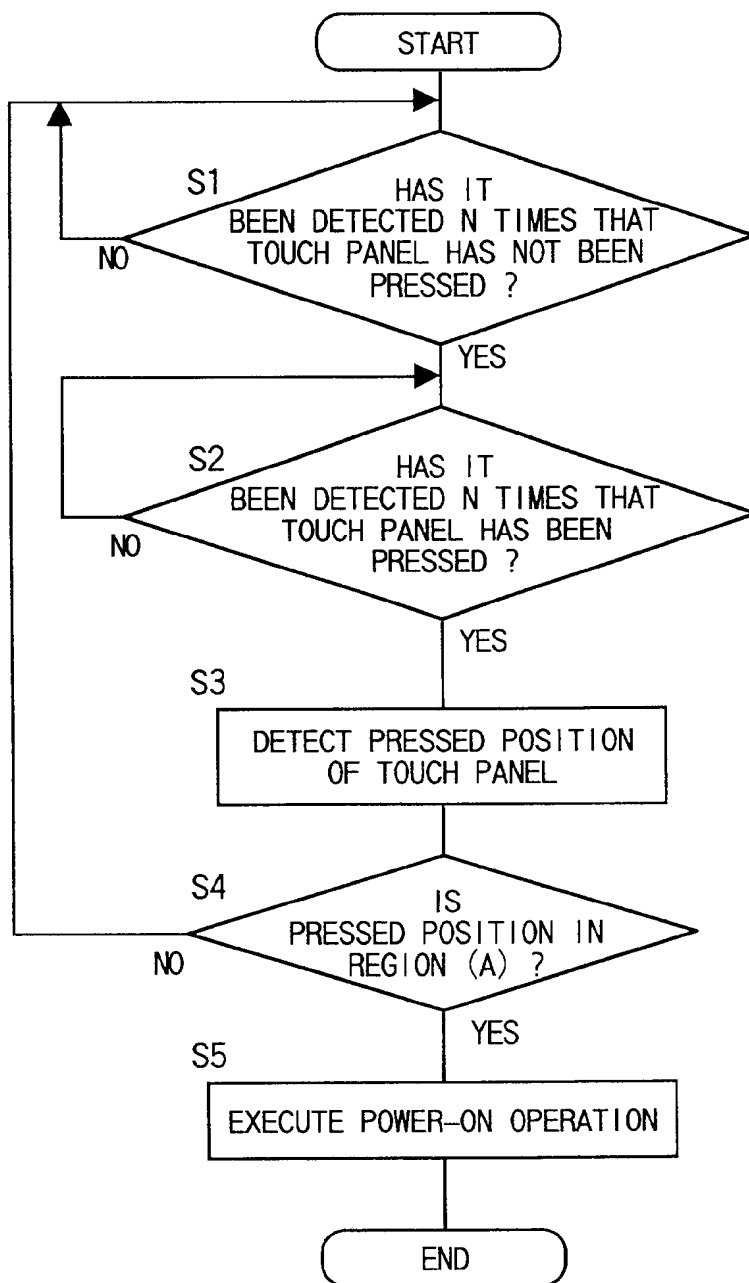 START
S1
HAS IT
BEEN DETECTED N TIMES THAT
TOUCH PANEL HAS NOT BEEN
PRESSED ?
NO
YES
S2
HAS IT
BEEN DETECTED N TIMES THAT
TOUCH PANEL HAS BEEN
PRESSED ?
NO
YES
S3
DETECT PRESSED POSITION
OF TOUCH PANEL
S4
IS
PRESSED POSITION IN
REGION (A) ?
NO
YES
S5
EXECUTE POWER-ON OPERATION
END